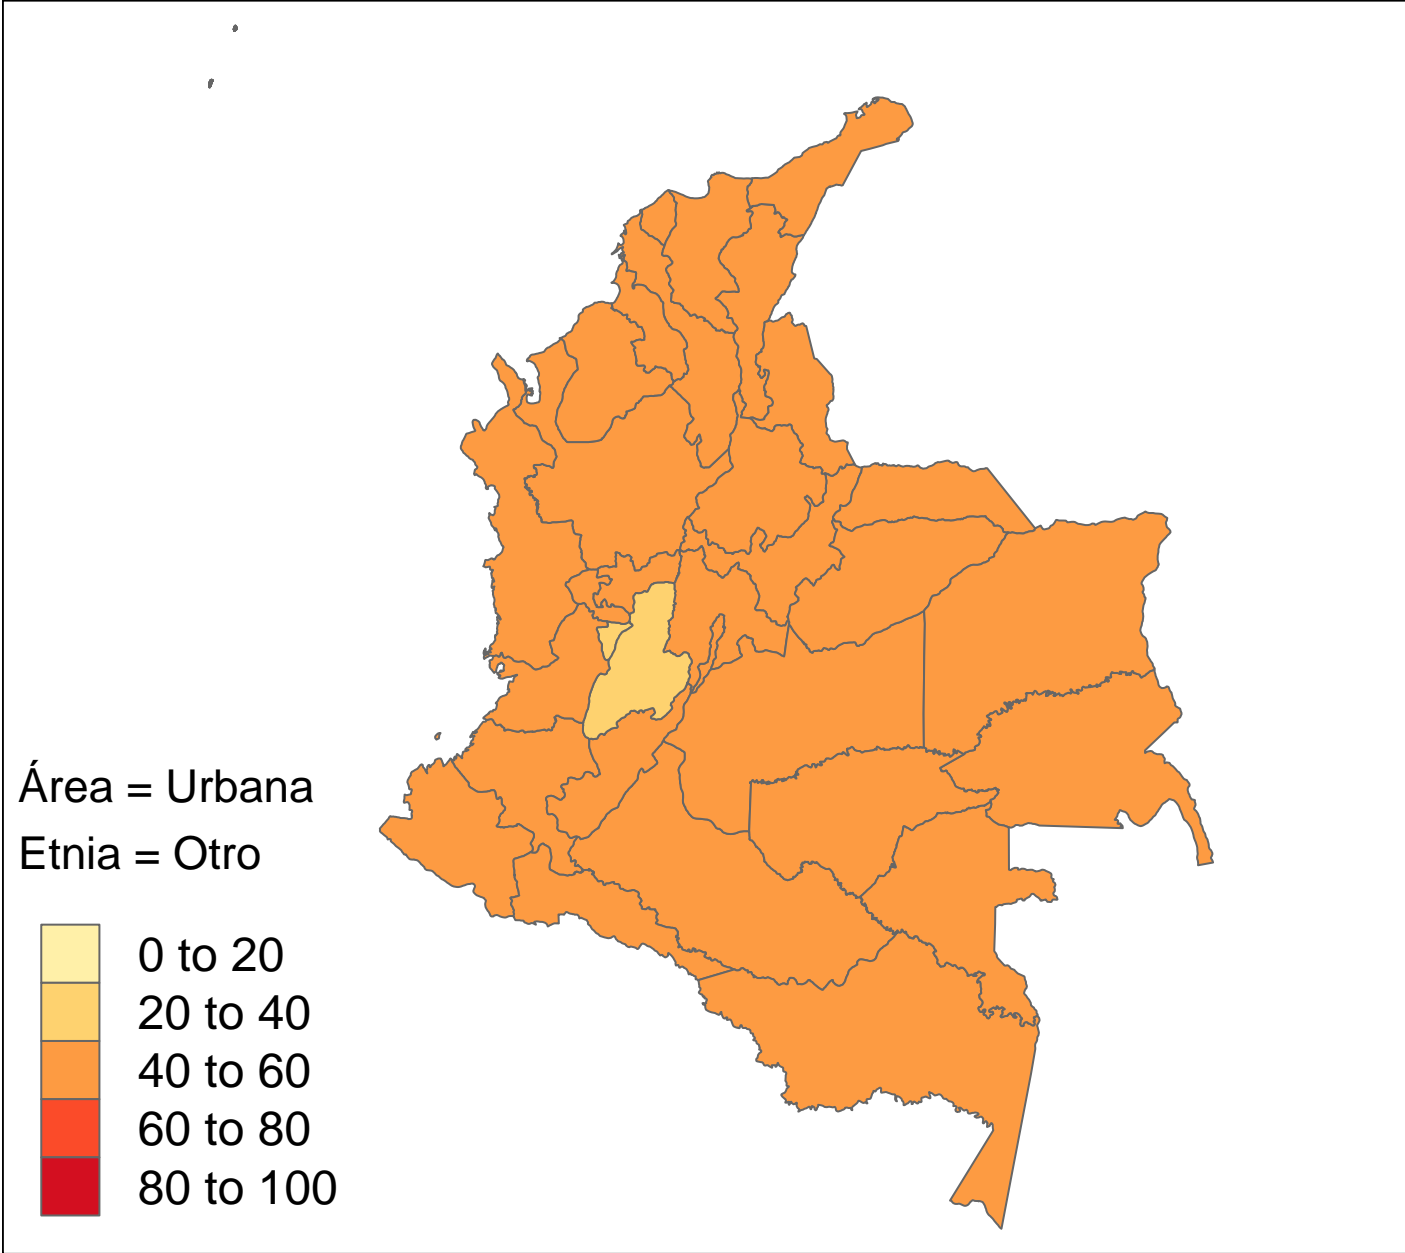 Área = Urbana
Etnia = Otro
0 to 20
20 to 40
40 to 60
60 to 80
80 to 100